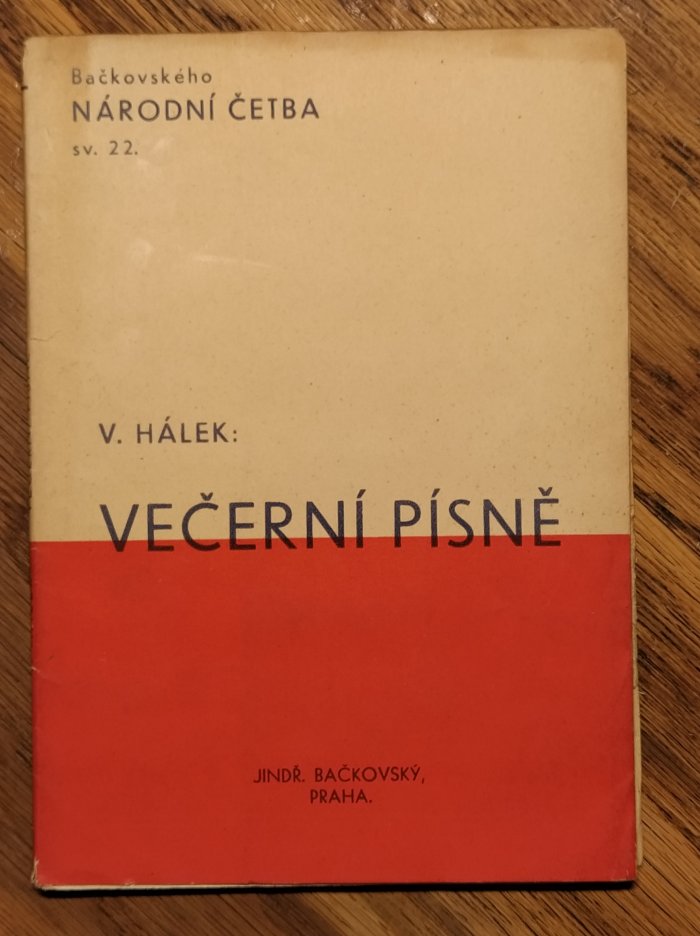 Bačkovského
NÁRODNÍ ČETBA
sv. 22.
V. HÁLEK:
VEČERNÍ PÍSNĚ
JINDŘ. BAČKOVSKÝ,
PRAHA.